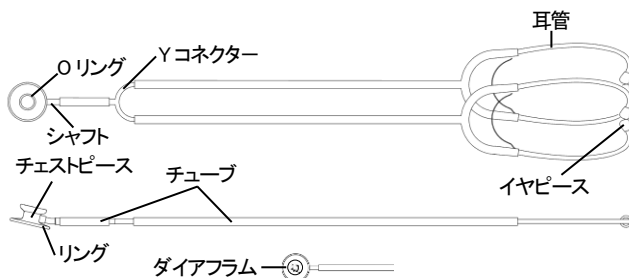 耳管
Yコネクター
Oリング
シャフト
チェストピース
イヤピース
チューブ
リング
ダイアフラム